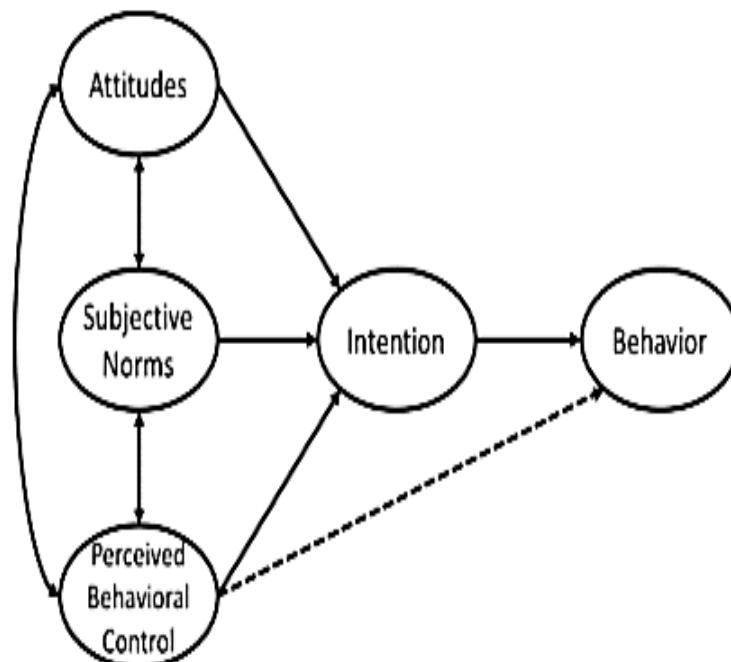 Attitudes
Subjective
Norms
Intention
Behavior
Perceived
Behavioral
Control